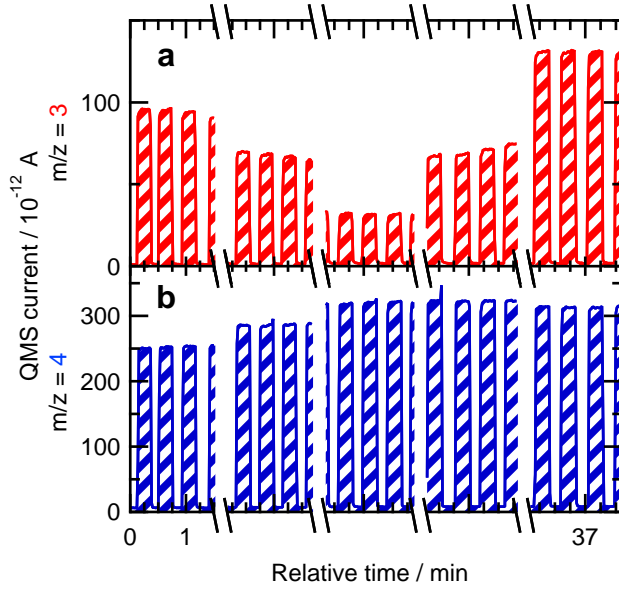 a
100
0
QMS current / 10⁻¹² A
m/z = 3
m/z = 4
b
300
200
100
0
0
1
37
Relative time / min